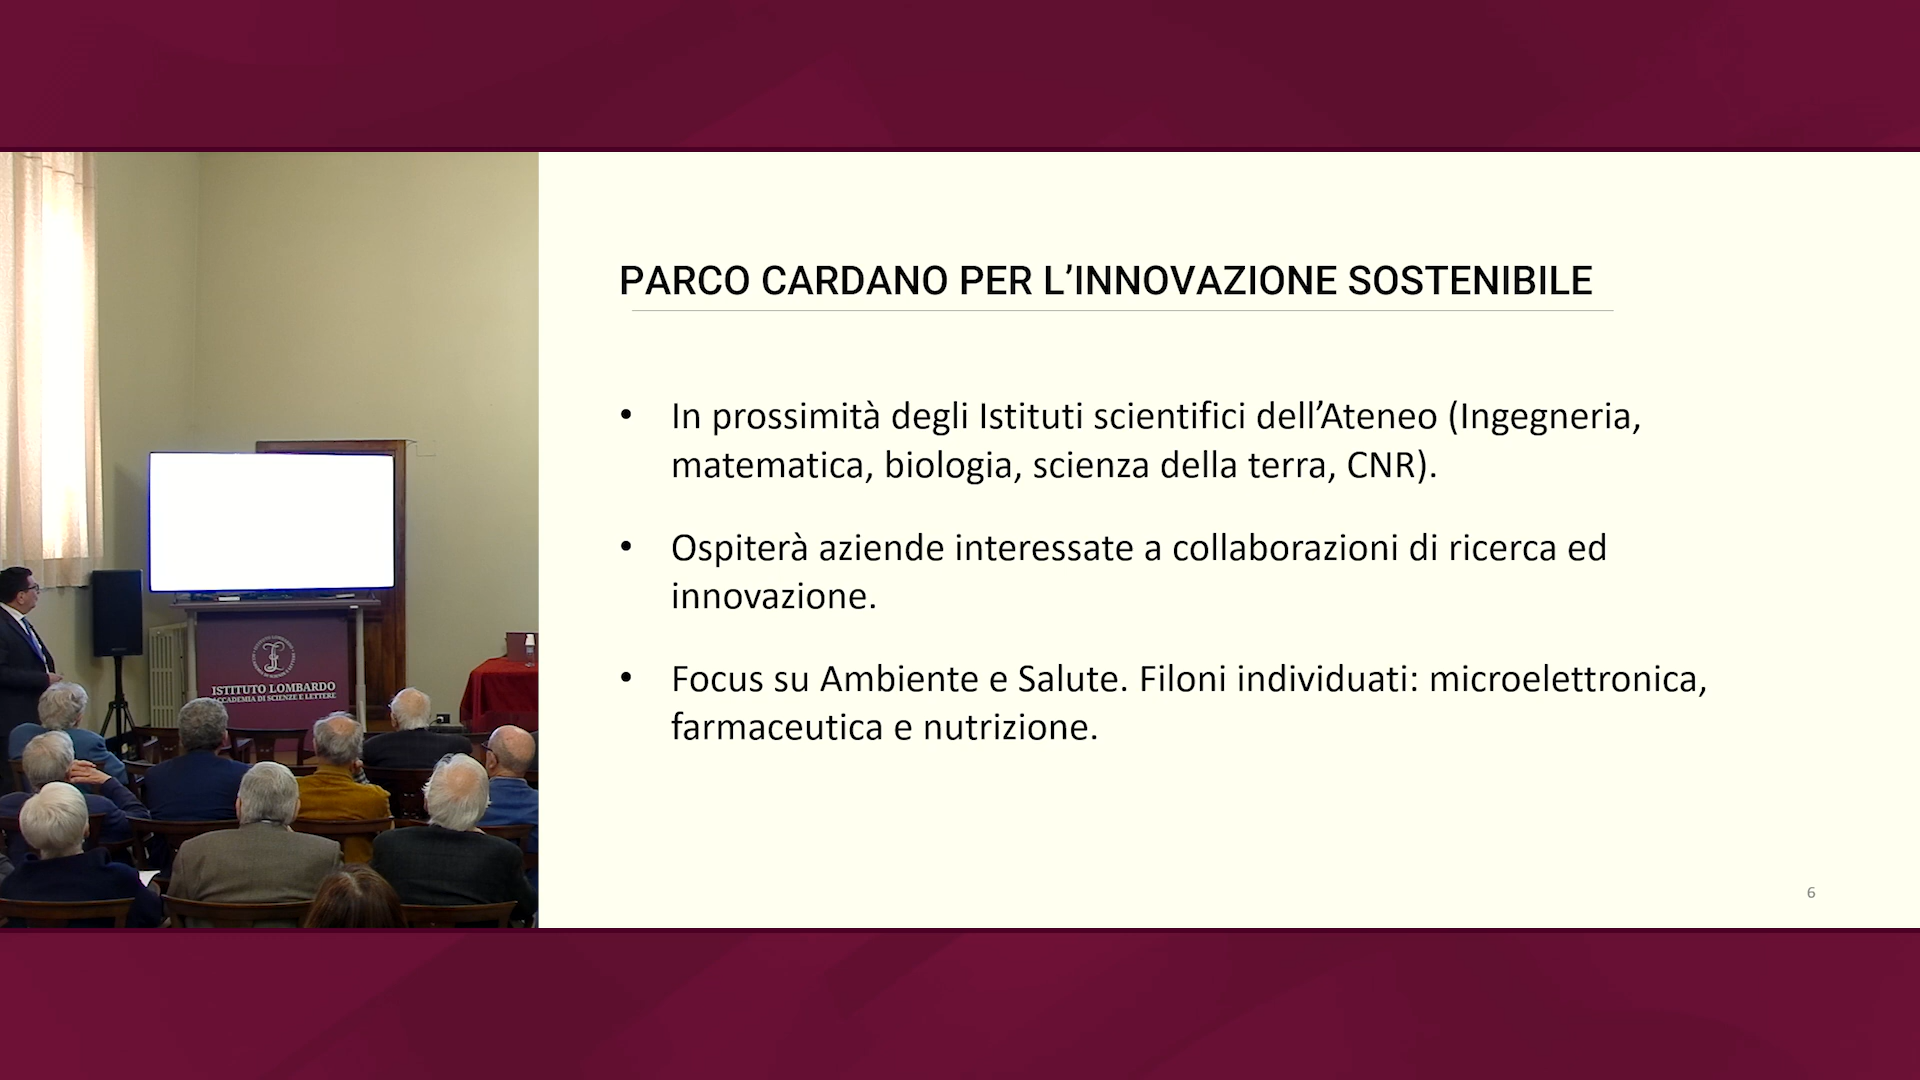 PARCO CARDANO PER L’INNOVAZIONE SOSTENIBILE
• In prossimità degli Istituti scientifici dell’Ateneo (Ingegneria,
matematica, biologia, scienza della terra, CNR).
• Ospiterà aziende interessate a collaborazioni di ricerca ed
innovazione.
• Focus su Ambiente e Salute. Filoni individuati: microelettronica,
farmaceutica e nutrizione.
6
ISTITUTO LOMBARDO
ACCADEMIA DI SCIENZE E LETTERE